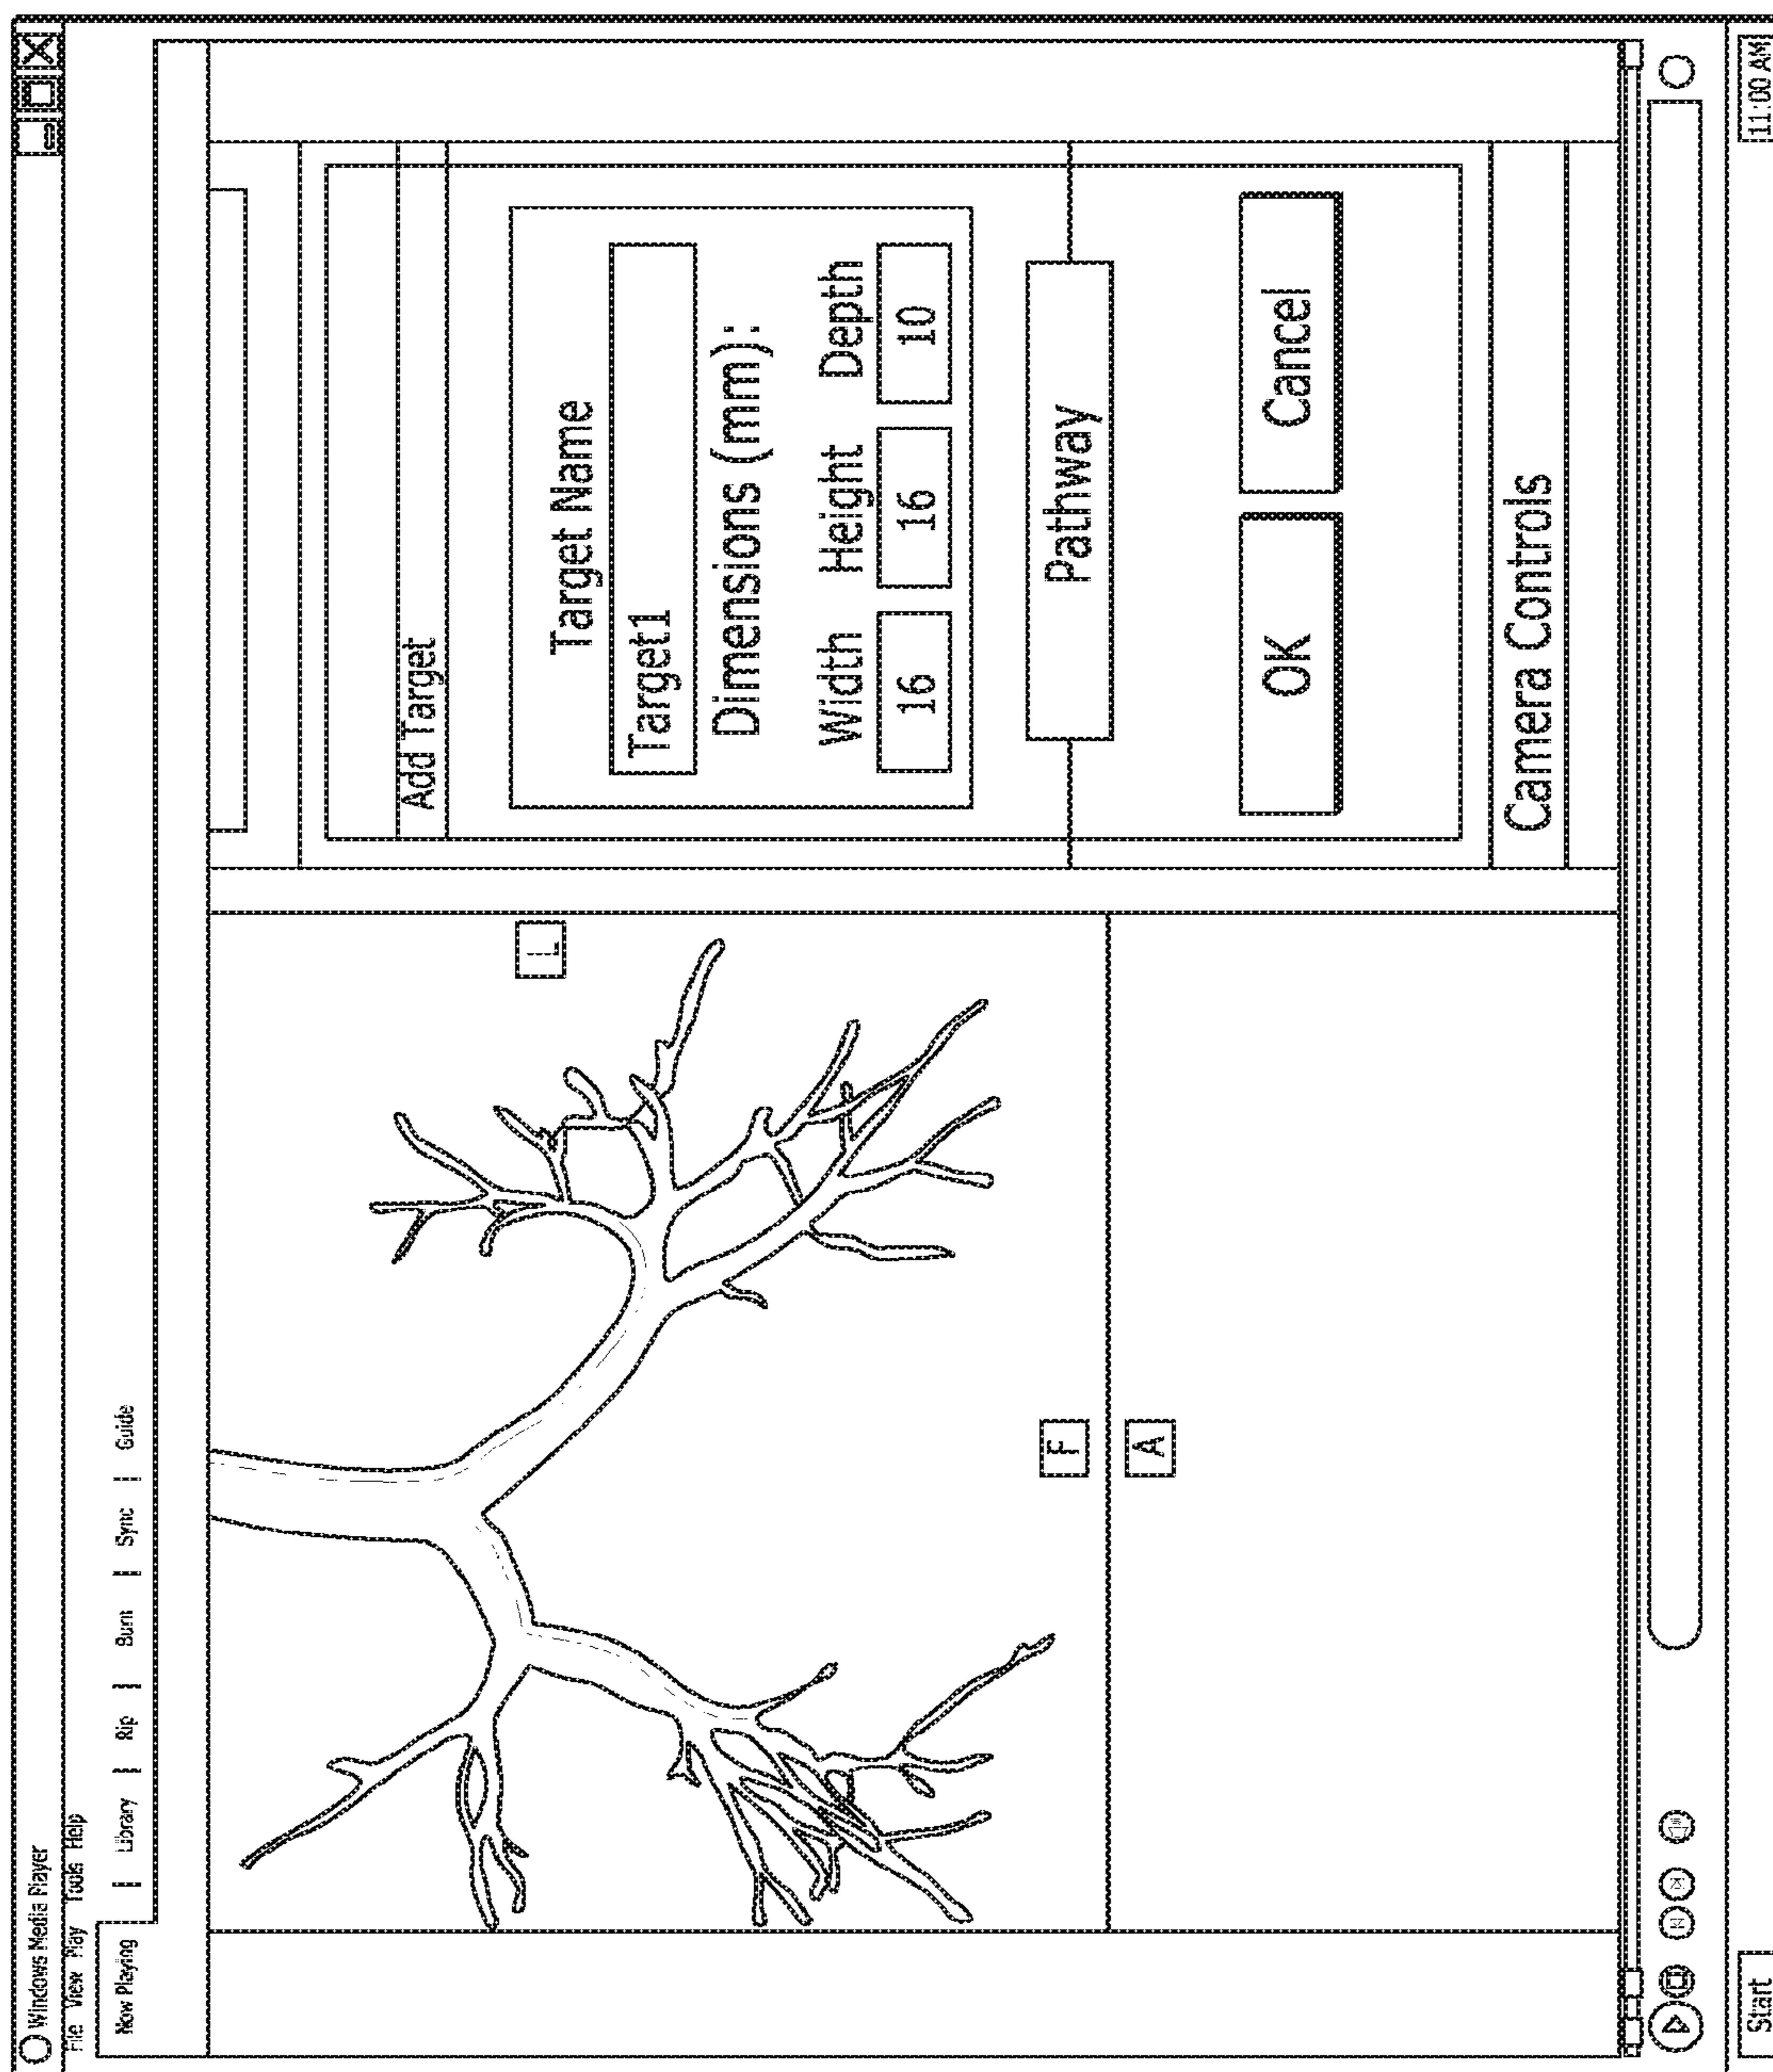 Windows Media Player
File View Play Tools Help
Now Playing | Library | Rip | Burn | Sync | Guide
Add Target
Target Name
Target1
Dimensions (mm):
Width Height Depth
16 16 10
L
Pathway
F
A
OK Cancel
Camera Controls
Start 11:00 AM